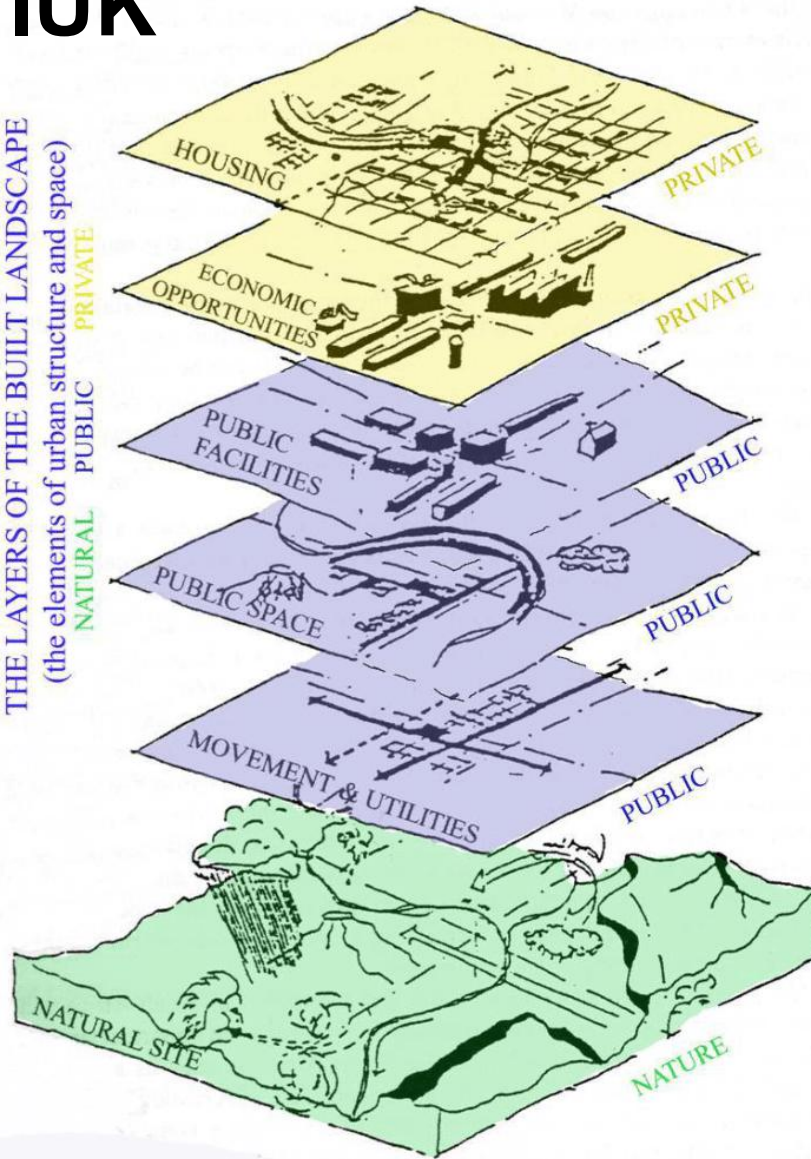 THE LAYERS OF THE BUILT LANDSCAPE
(the elements of urban structure and space)
NATURAL PUBLIC PRIVATE
HOUSING
PRIVATE
ECONOMIC
OPPORTUNITIES
PRIVATE
PUBLIC
FACILITIES
PUBLIC
PUBLIC SPACE
PUBLIC
MOVEMENT & UTILITIES
PUBLIC
NATURAL SITE
NATURE